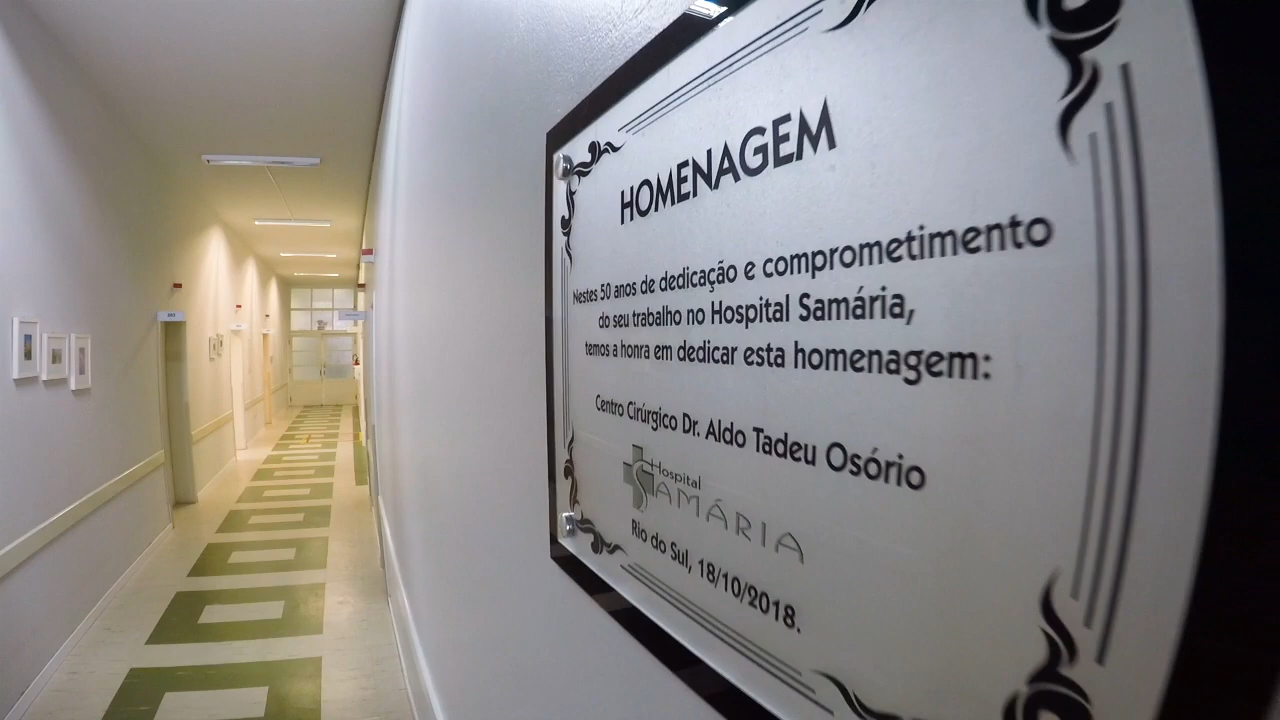 HOMENAGEM
Nestes 50 anos de dedicação e comprometimento
do seu trabalho no Hospital Samária,
temos a honra em dedicar esta homenagem:
Centro Cirúrgico Dr. Aldo Tadeu Osório
Hospital
SAMÁRIA
Rio do Sul, 18/10/2018.